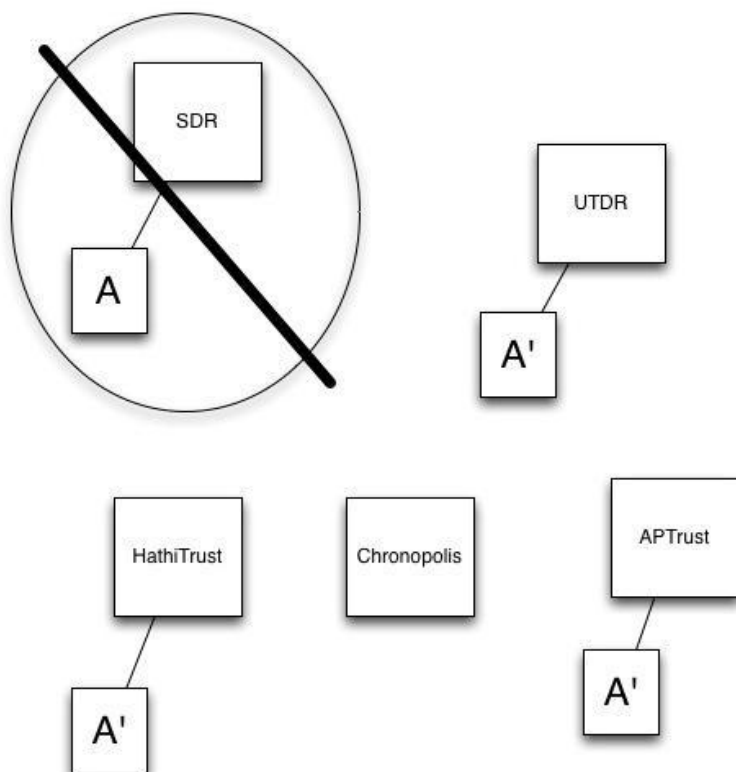 SDR
A
UTDR
A'
HathiTrust
Chronopolis
APTrust
A'
A'